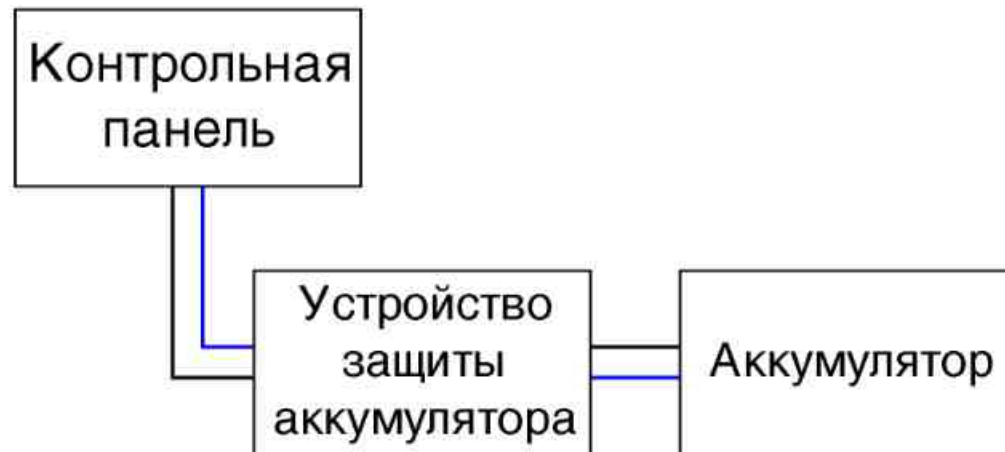 Контрольная
панель
Устройство
защиты
аккумулятора
Аккумулятор